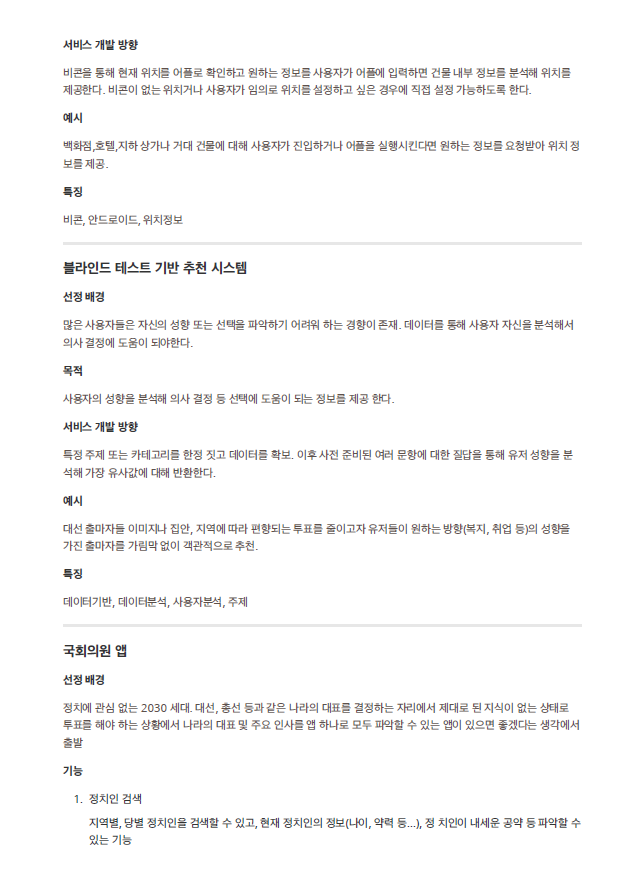 서비스 개발 방향
비콘을 통해 현재 위치를 어플로 확인하고 원하는 정보를 사용자가 어플에 입력하면 건물 내부 정보를 분석해 위치를
제공한다. 비콘이 없는 위치거나 사용자가 임의로 위치를 설정하고 싶은 경우에 직접 설정 가능하도록 한다.
예시
백화점,호텔,지하 상가나 거대 건물에 대해 사용자가 진입하거나 어플을 실행시킨다면 원하는 정보를 요청받아 위치 정
보를 제공.
특징
비콘, 안드로이드, 위치정보
블라인드 테스트 기반 추천 시스템
선정 배경
많은 사용자들은 자신의 성향 또는 선택을 파악하기 어려워 하는 경향이 존재. 데이터를 통해 사용자 자신을 분석해서
의사 결정에 도움이 되야한다.
목적
사용자의 성향을 분석해 의사 결정 등 선택에 도움이 되는 정보를 제공 한다.
서비스 개발 방향
특정 주제 또는 카테고리를 한정 짓고 데이터를 확보. 이후 사전 준비된 여러 문항에 대한 질답을 통해 유저 성향을 분
석해 가장 유사값에 대해 반환한다.
예시
대선 출마자들 이미지나 집안, 지역에 따라 편향되는 투표를 줄이고자 유저들이 원하는 방향(복지, 취업 등)의 성향을
가진 출마자를 가림막 없이 객관적으로 추천.
특징
데이터기반, 데이터분석, 사용자분석, 주제
국회의원 앱
선정 배경
정치에 관심 없는 2030 세대. 대선, 총선 등과 같은 나라의 대표를 결정하는 자리에서 제대로 된 지식이 없는 상태로
투표를 해야 하는 상황에서 나라의 대표 및 주요 인사를 앱 하나로 모두 파악할 수 있는 앱이 있으면 좋겠다는 생각에서
출발
기능
1. 정치인 검색
지역별, 당별 정치인을 검색할 수 있고, 현재 정치인의 정보(나이, 약력 등...), 정 치인이 내세운 공약 등 파악할 수
있는 기능